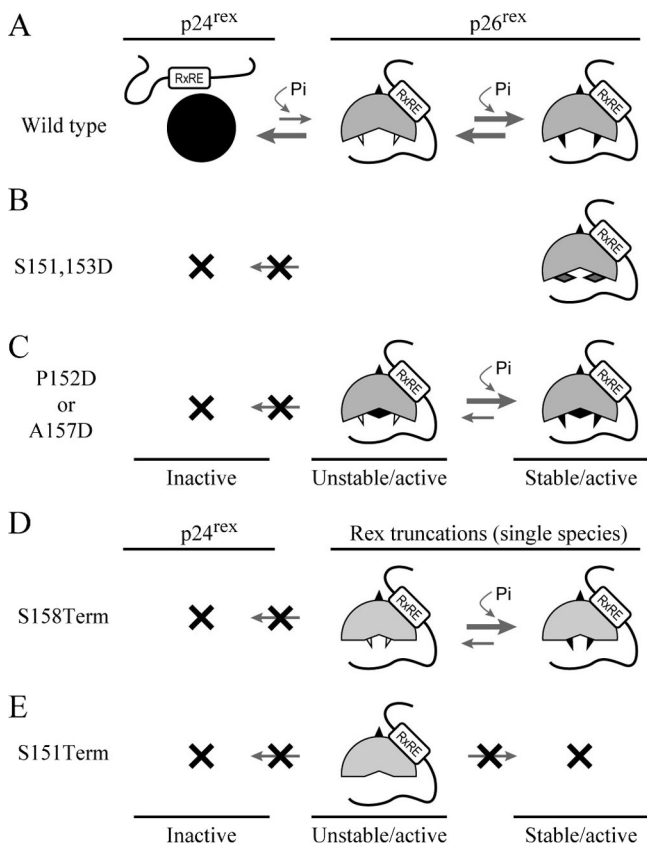 A
p24rex p26rex
RxRE Pi RxRE Pi RxRE
Wild type
B
S151,153D RxRE
C
P152D
or
A157D
RxRE Pi RxRE
Inactive Unstable/active Stable/active
D
p24rex Rex truncations (single species)
S158Term RxRE Pi RxRE
E
S151Term RxRE
Inactive Unstable/active Stable/active